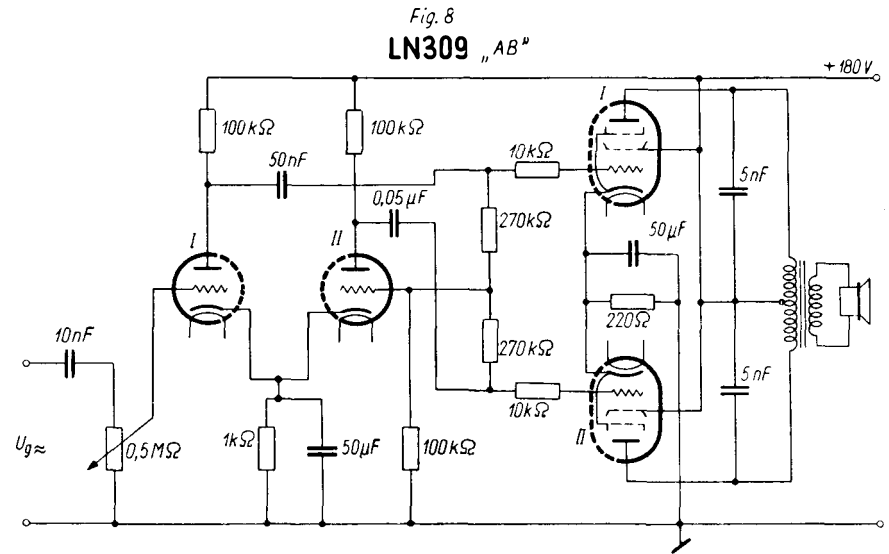 Fig. 8
LN309 „AB"
+180V
100kΩ
100kΩ
50nF
10kΩ
I
5nF
0,05µF
270kΩ
50µF
I
II
220Ω
10nF
270kΩ
10kΩ
5nF
II
Ug≈
0,5MΩ
1kΩ
50µF
100kΩ